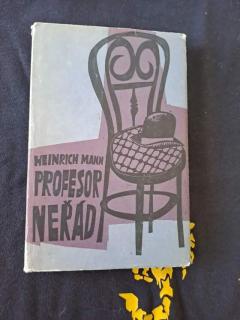 HEINRICH MANN
PROFESOR
NEŘÁD